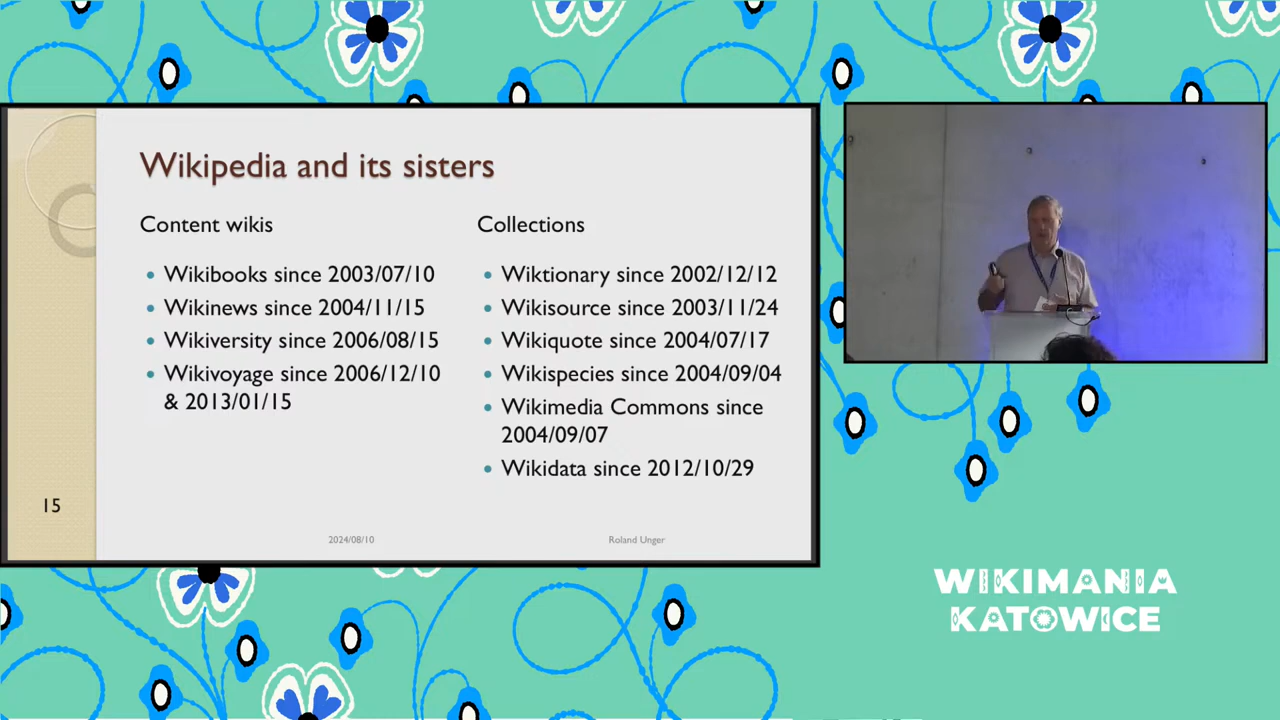 Wikipedia and its sisters
Content wikis
Wikibooks since 2003/07/10
Wikinews since 2004/11/15
Wikiversity since 2006/08/15
Wikivoyage since 2006/12/10
& 2013/01/15
Collections
Wiktionary since 2002/12/12
Wikisource since 2003/11/24
Wikiquote since 2004/07/17
Wikispecies since 2004/09/04
Wikimedia Commons since
2004/09/07
Wikidata since 2012/10/29
15
2024/08/10
Roland Unger
WIKIMANIA
KATOWICE